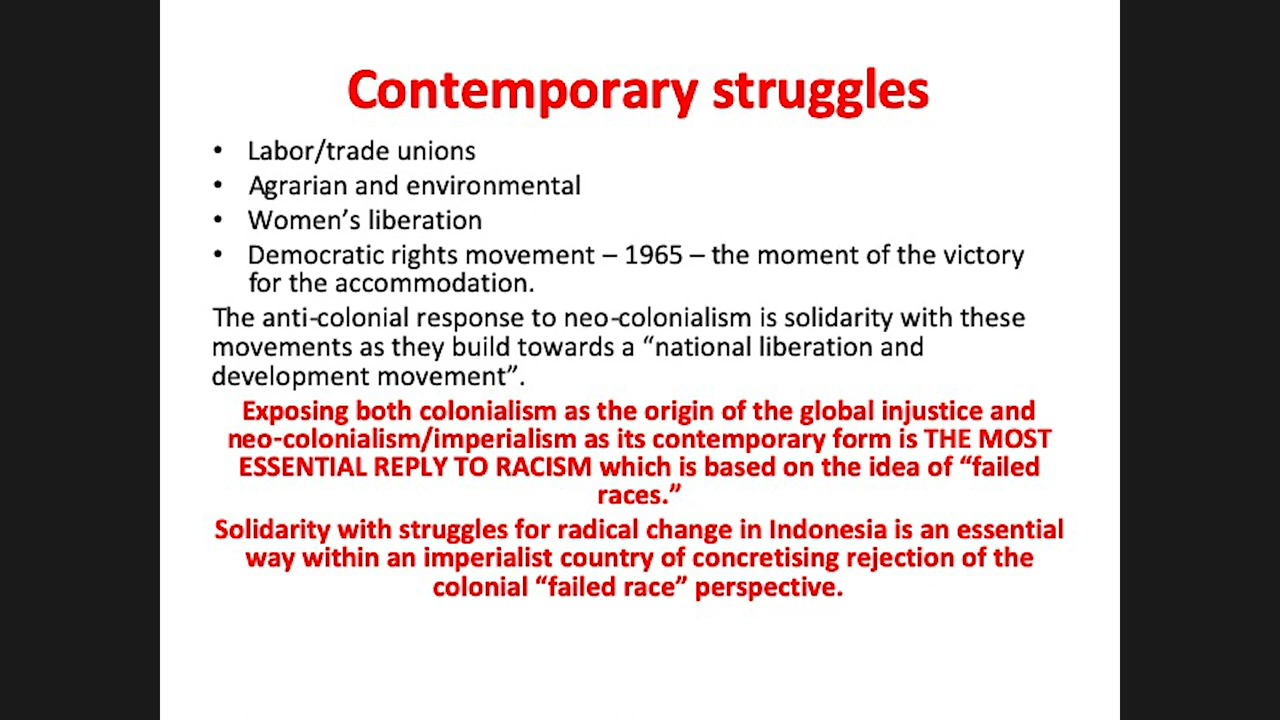 Contemporary struggles
• Labor/trade unions
• Agrarian and environmental
• Women’s liberation
• Democratic rights movement – 1965 – the moment of the victory
for the accommodation.
The anti-colonial response to neo-colonialism is solidarity with these
movements as they build towards a “national liberation and
development movement”.
Exposing both colonialism as the origin of the global injustice and
neo-colonialism/imperialism as its contemporary form is THE MOST
ESSENTIAL REPLY TO RACISM which is based on the idea of “failed
races.”
Solidarity with struggles for radical change in Indonesia is an essential
way within an imperialist country of concretising rejection of the
colonial “failed race” perspective.